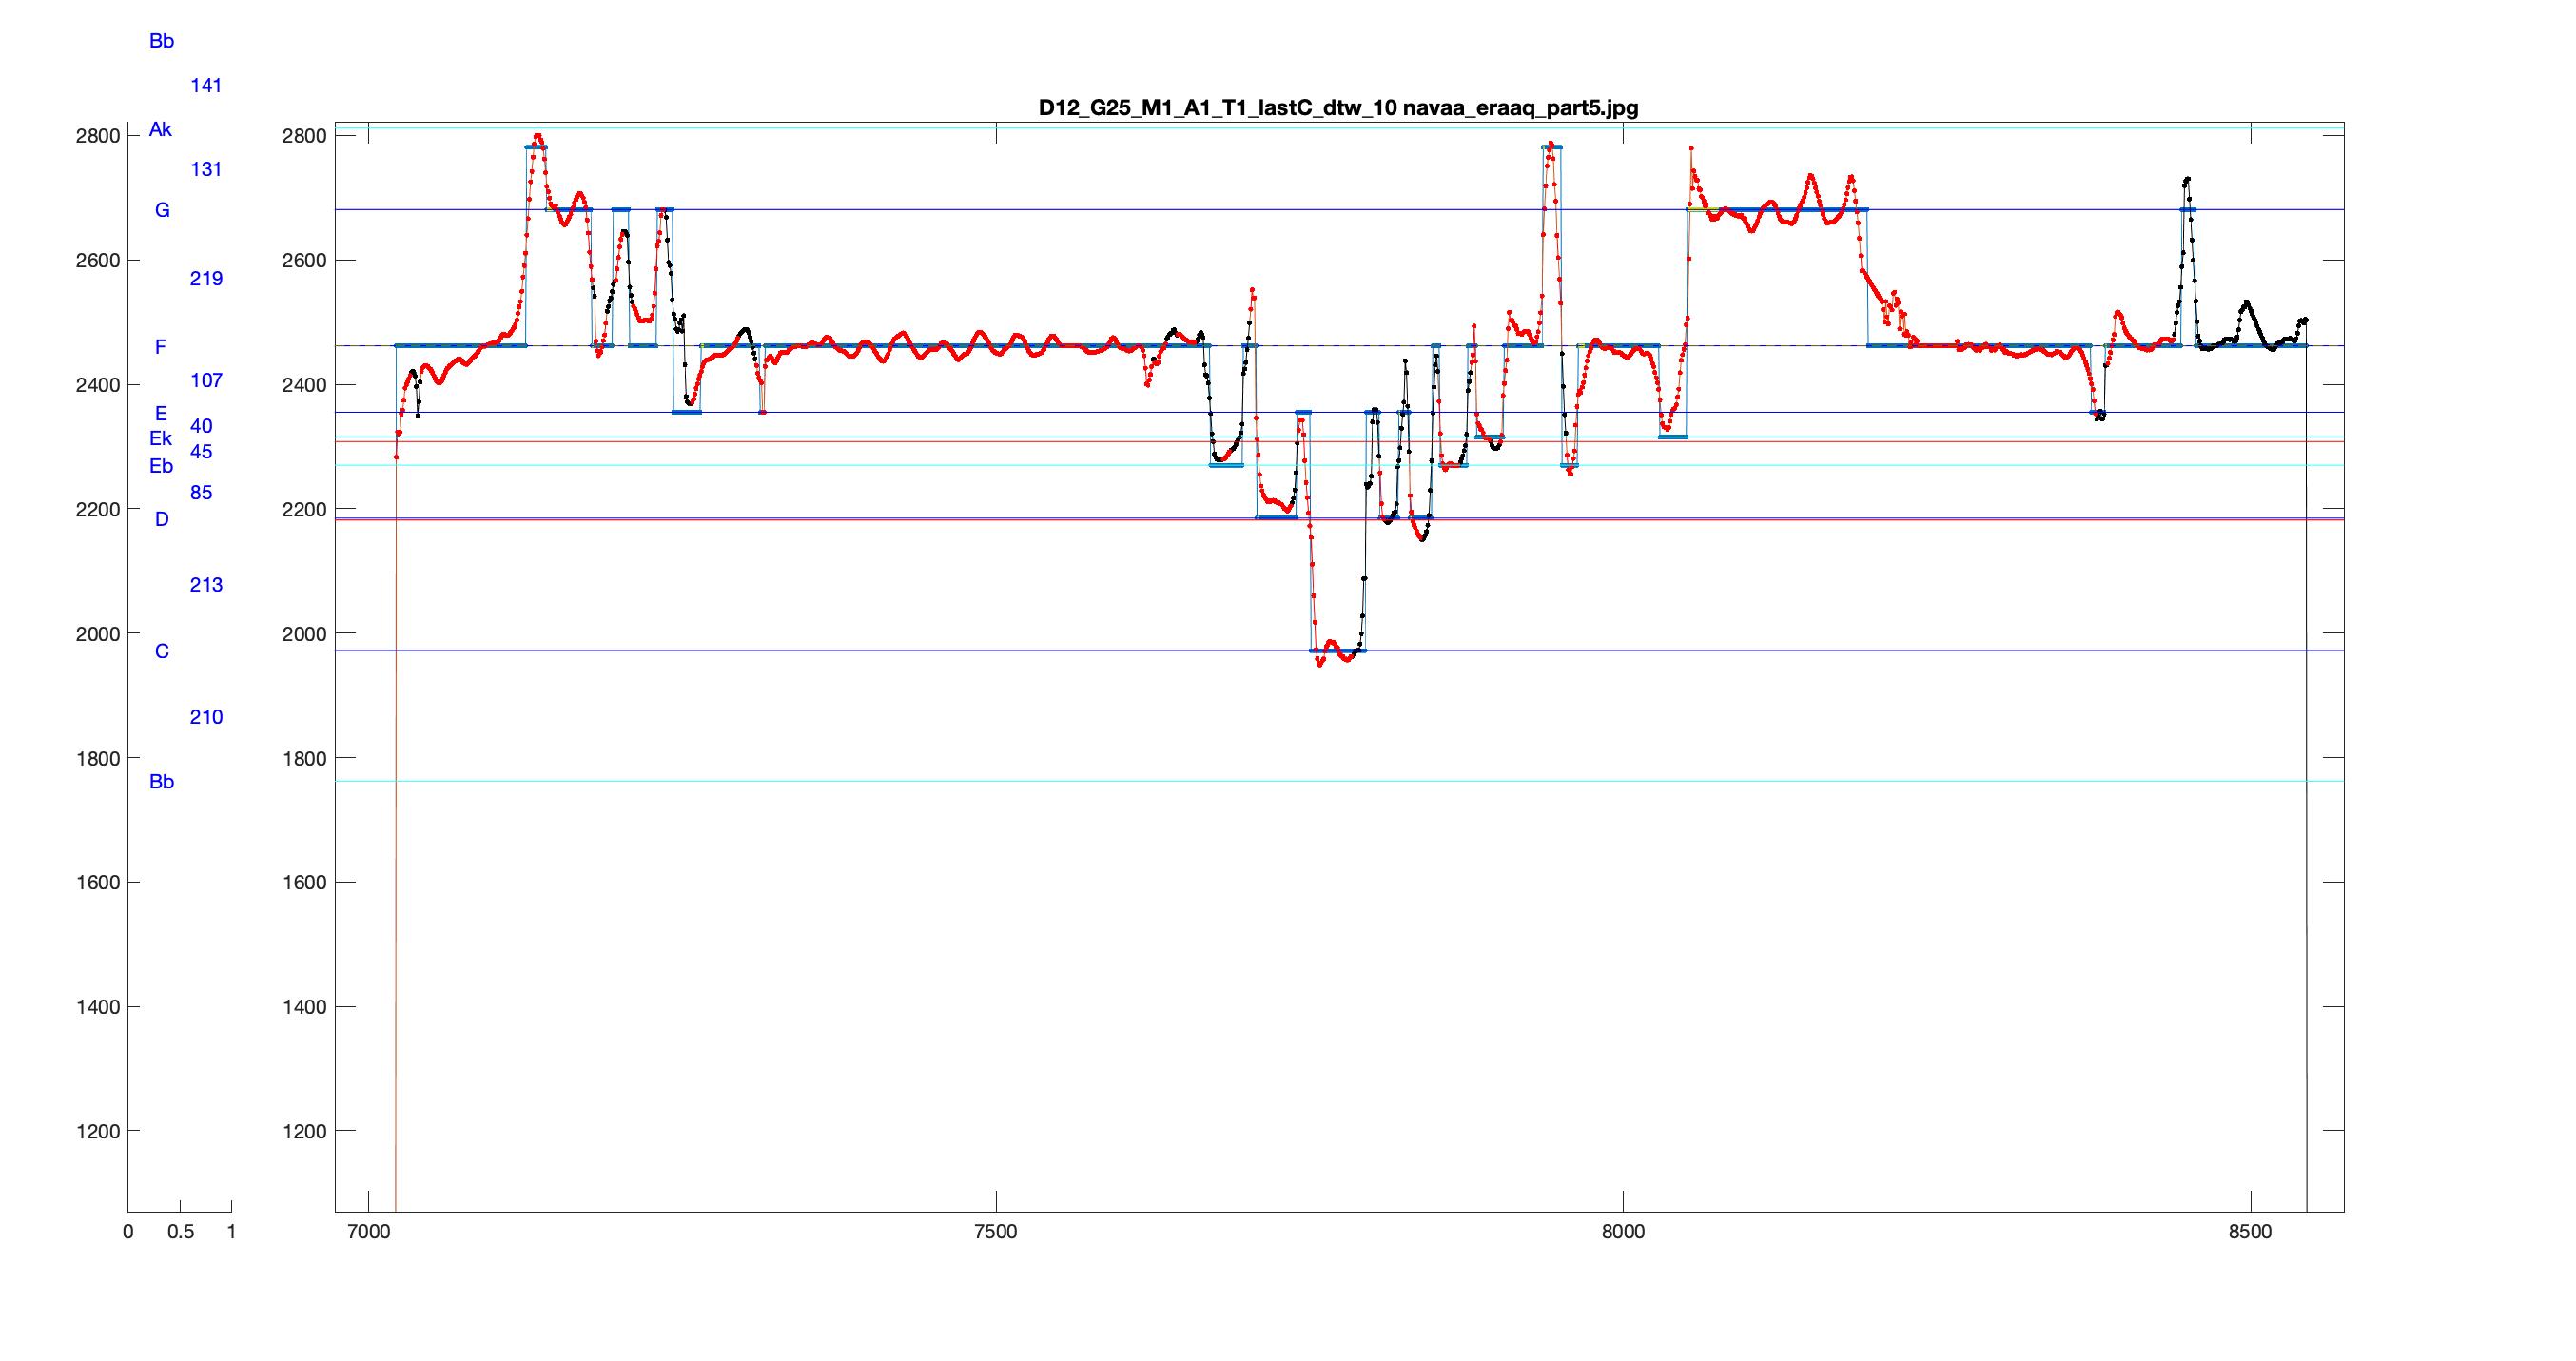 Bb
141
D12_G25_M1_A1_T1_lastC_dtw_10 navaa_eraaq_part5.jpg
2800 Ak 2800
131
G
2600 219 2600
F
2400 107 2400
E
40
Ek
45
Eb
85
2200 D 2200
213
2000 2000
C
210
1800 1800
Bb
1600 1600
1400 1400
1200 1200
0 0.5 1 7000 7500 8000 8500